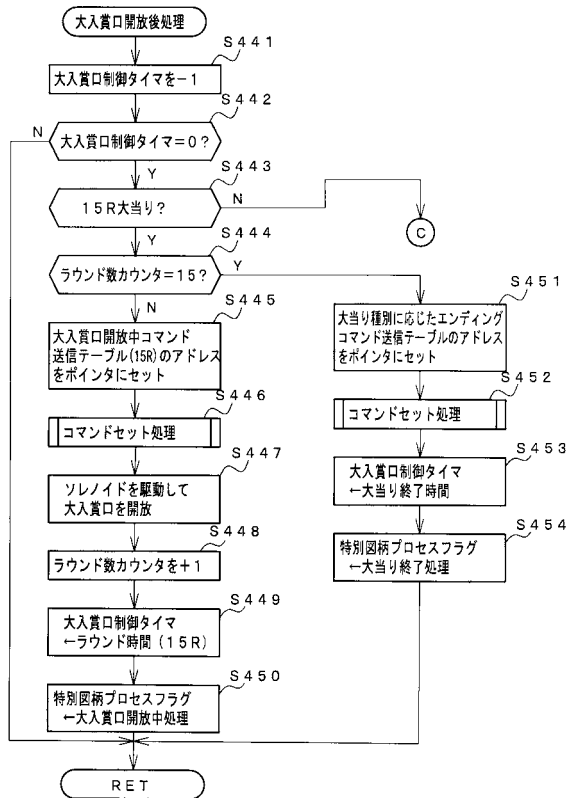 大入賞口開放後処理
S441
大入賞口制御タイマを－1
S442
N
大入賞口制御タイマ＝0？
Y
S443
15R大当り？
N
C
Y
S444
ラウンド数カウンタ＝15？
Y
N
S445
大入賞口開放中コマンド
送信テーブル(15R)のアドレス
をポインタにセット
S446
コマンドセット処理
S447
ソレノイドを駆動して
大入賞口を開放
S448
ラウンド数カウンタを＋1
S449
大入賞口制御タイマ
←ラウンド時間（15R）
S450
特別図柄プロセスフラグ
←大入賞口開放中処理
S451
大当り種別に応じたエンディング
コマンド送信テーブルのアドレス
をポインタにセット
S452
コマンドセット処理
S453
大入賞口制御タイマ
←大当り終了時間
S454
特別図柄プロセスフラグ
←大当り終了処理
RET